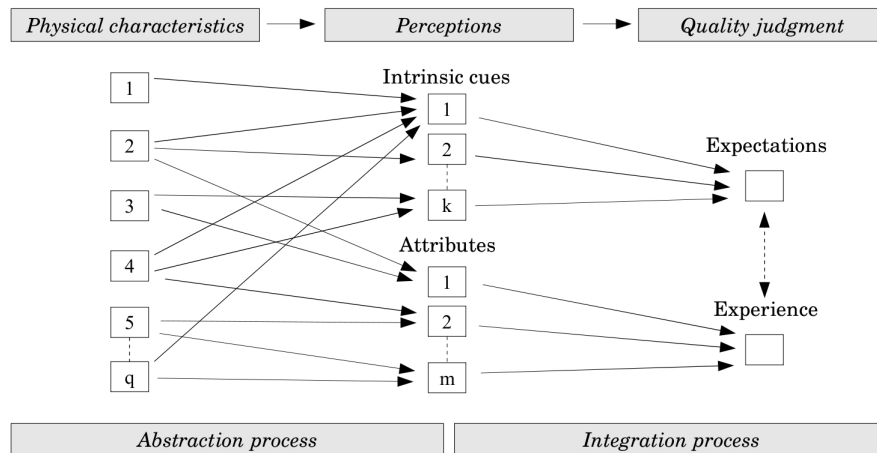 Physical characteristics Perceptions Quality judgment
Intrinsic cues
1
1
2
2
Expectations
3
k
Attributes
4
1
5
2
Experience
q
m
Abstraction process Integration process